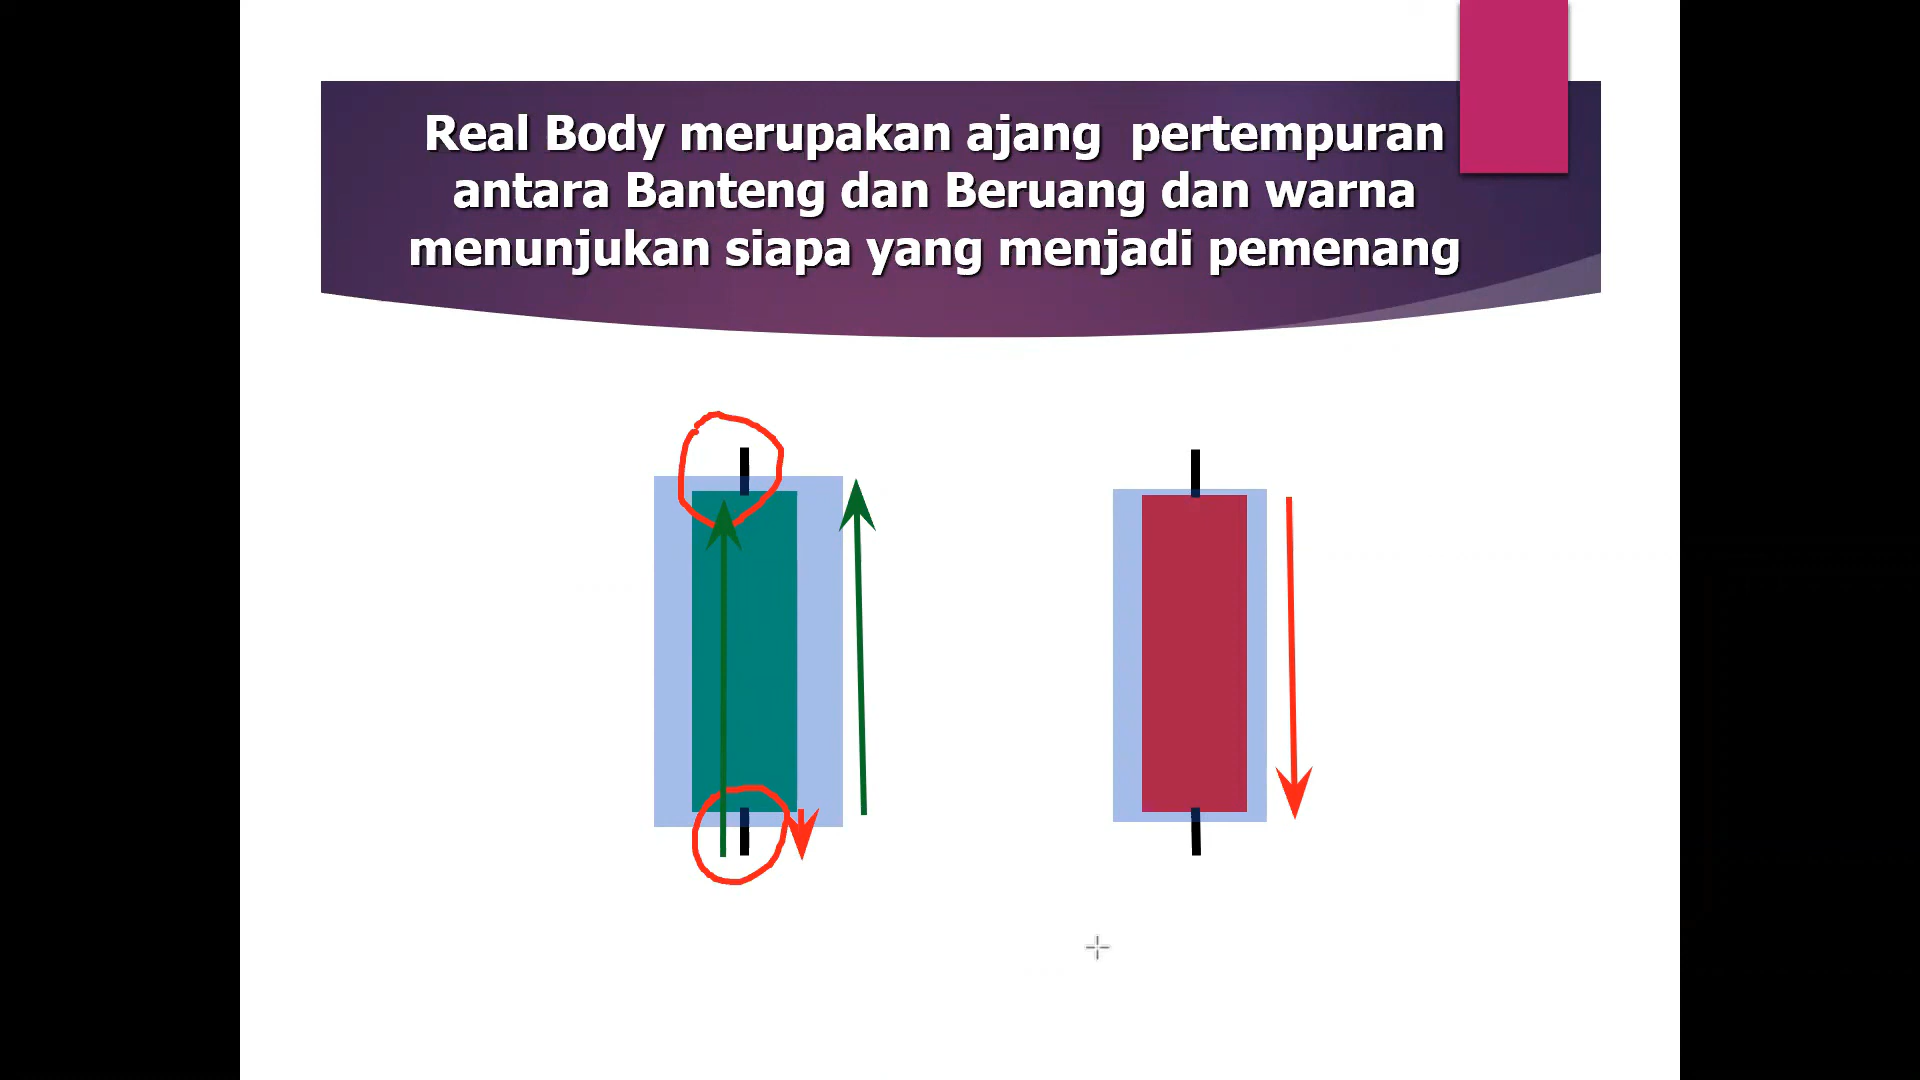 Real Body merupakan ajang pertempuran
antara Banteng dan Beruang dan warna
menunjukan siapa yang menjadi pemenang